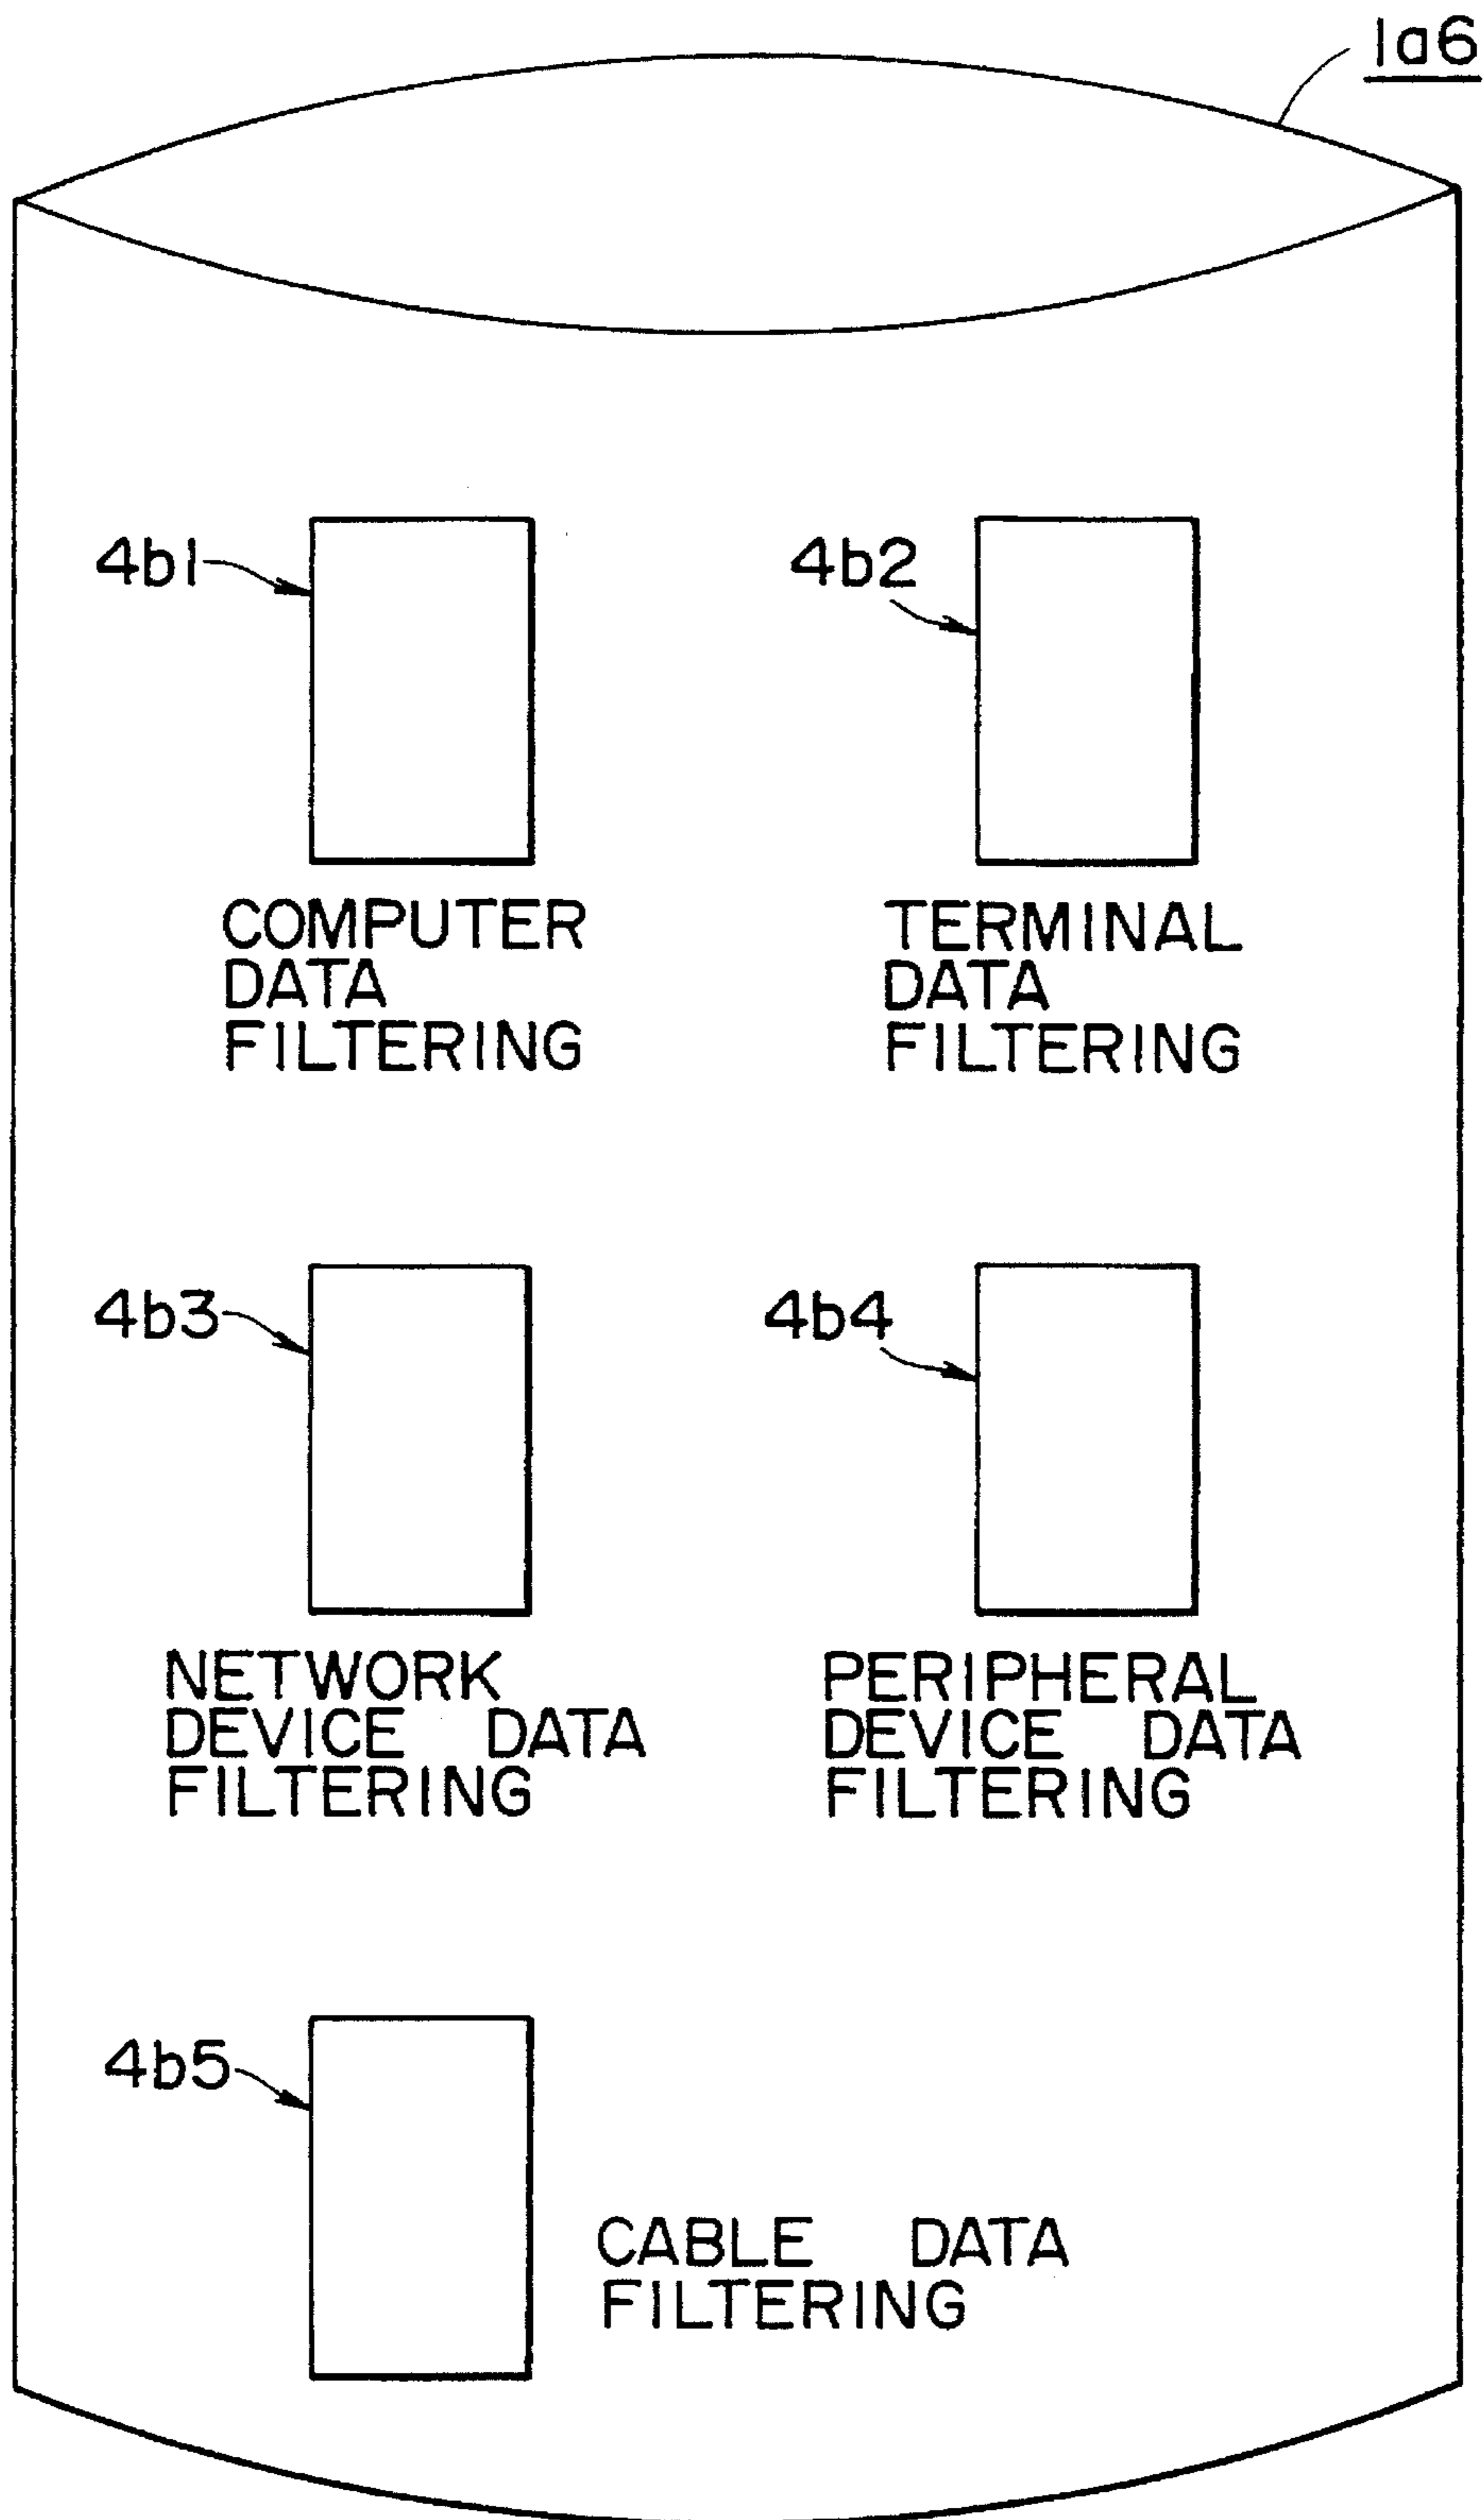 1a6
4b1
4b2
COMPUTER
DATA
FILTERING
TERMINAL
DATA
FILTERING
4b3
4b4
NETWORK
DEVICE DATA
FILTERING
PERIPHERAL
DEVICE DATA
FILTERING
4b5
CABLE DATA
FILTERING